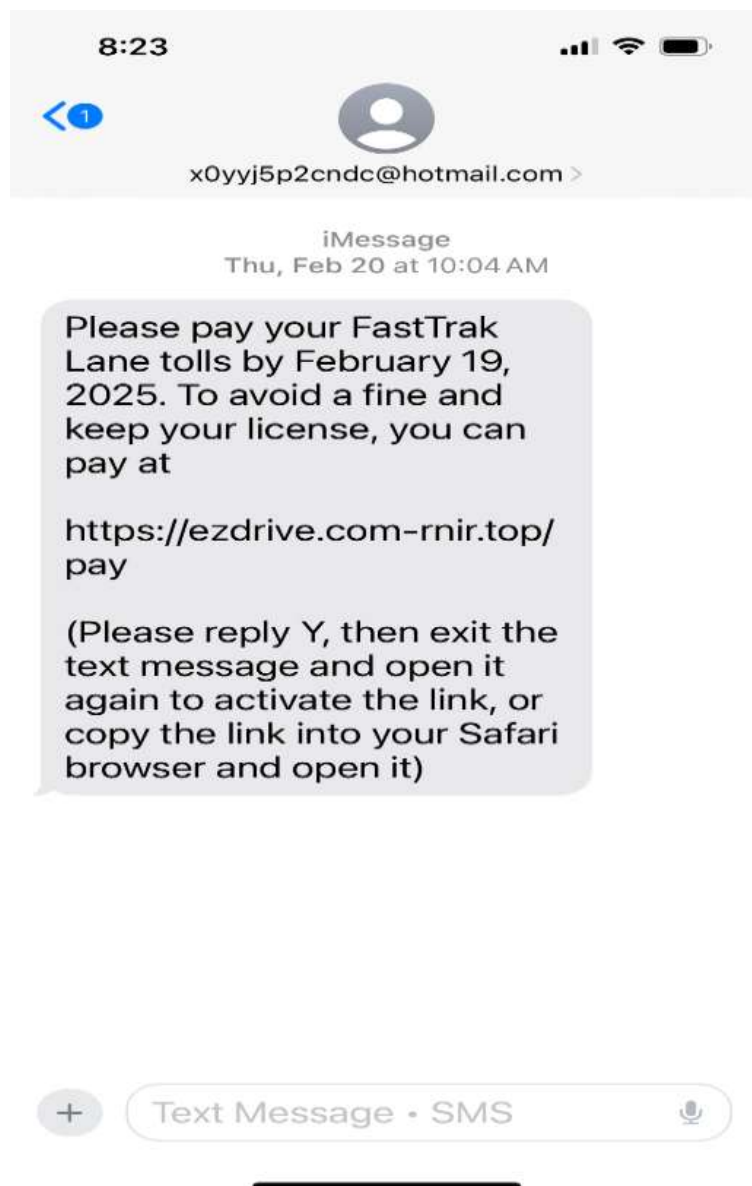 8:23
1
x0yyj5p2cndc@hotmail.com >
iMessage
Thu, Feb 20 at 10:04 AM
Please pay your FastTrak
Lane tolls by February 19,
2025. To avoid a fine and
keep your license, you can
pay at
https://ezdrive.com-rnir.top/
pay
(Please reply Y, then exit the
text message and open it
again to activate the link, or
copy the link into your Safari
browser and open it)
Text Message • SMS